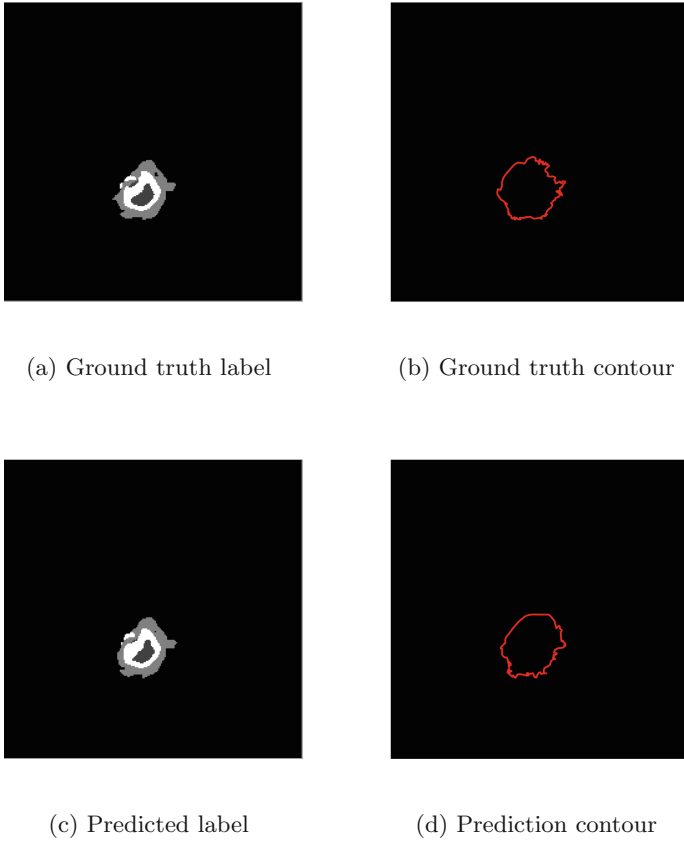 (a) Ground truth label
(b) Ground truth contour
(c) Predicted label
(d) Prediction contour